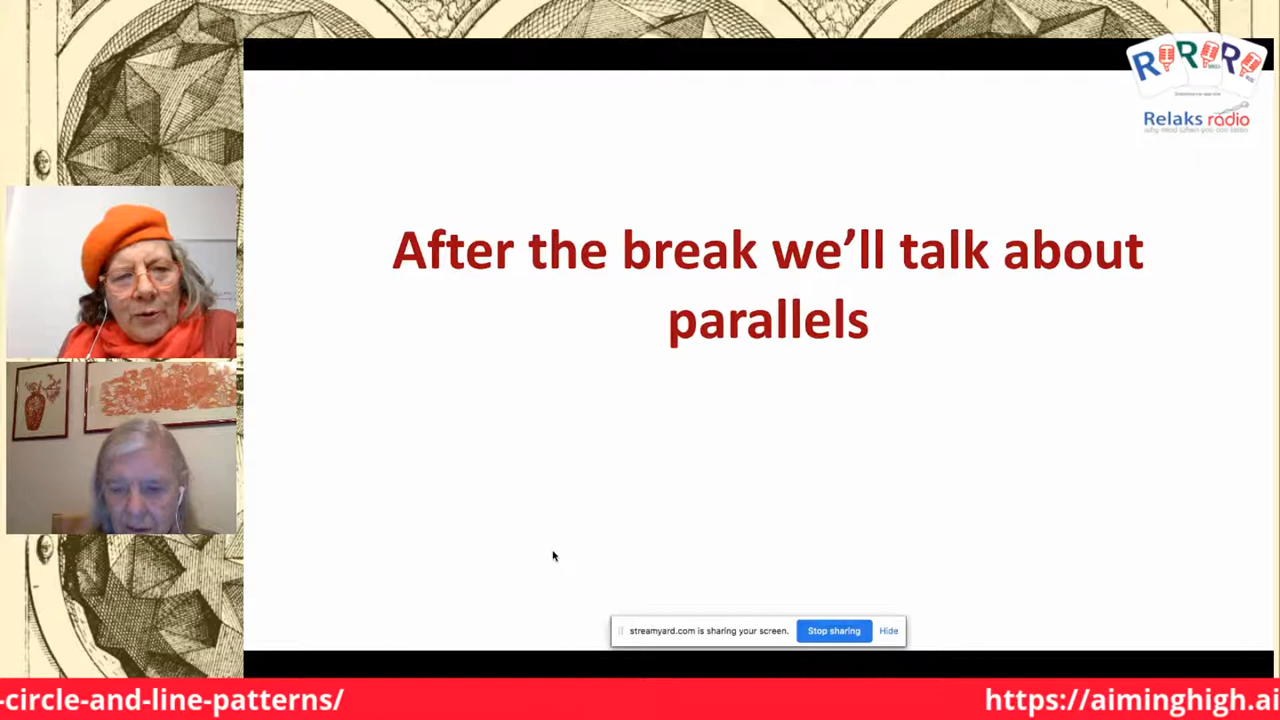 RRRRRR
Relaks radio
After the break we’ll talk about
parallels
streamyard.com is sharing your screen. Stop sharing Hide
-circle-and-line-patterns/ https://aiminghigh.ai